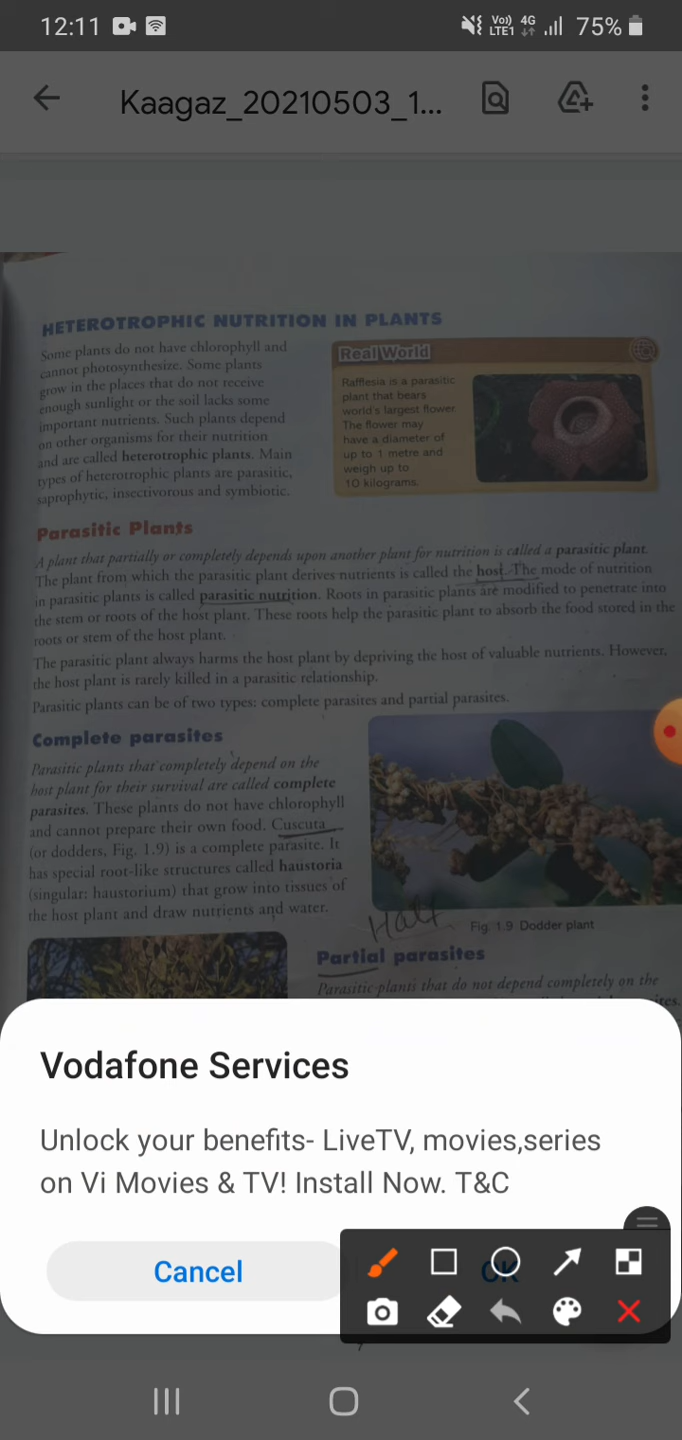 12:11
Vo)) 4G
LTE1
75%
Kaagaz_20210503_1...
HETEROTROPHIC NUTRITION IN PLANTS
Some plants do not have chlorophyll and
cannot photosynthesize. Some plants
grow in the places that do not receive
enough sunlight or the soil lacks some
important nutrients. Such plants depend
on other organisms for their nutrition
and are called heterotrophic plants. Main
types of heterotrophic plants are parasitic,
saprophytic, insectivorous and symbiotic.
Real World
Rafflesia is a parasitic
plant that bears
world's largest flower.
The flower may
have a diameter of
up to 1 metre and
weigh up to
10 kilograms.
Parasitic Plants
A plant that partially or completely depends upon another plant for nutrition is called a parasitic plant.
The plant from which the parasitic plant derives nutrients is called the host. The mode of nutrition
in parasitic plants is called parasitic nutrition. Roots in parasitic plants are modified to penetrate into
the stem or roots of the host plant. These roots help the parasitic plant to absorb the food stored in the
roots or stem of the host plant.
The parasitic plant always harms the host plant by depriving the host of valuable nutrients. However,
the host plant is rarely killed in a parasitic relationship.
Parasitic plants can be of two types: complete parasites and partial parasites.
Complete parasites
Parasitic plants that completely depend on the
host plant for their survival are called complete
parasites. These plants do not have chlorophyll
and cannot prepare their own food. Cuscuta
(or dodders, Fig. 1.9) is a complete parasite. It
has special root-like structures called haustoria
(singular: haustorium) that grow into tissues of
the host plant and draw nutrients and water.
Half
Fig. 1.9 Dodder plant
Partial parasites
Parasitic plants that do not depend completely on the
Vodafone Services
Unlock your benefits- LiveTV, movies,series
on Vi Movies & TV! Install Now. T&C
Cancel
OK
7